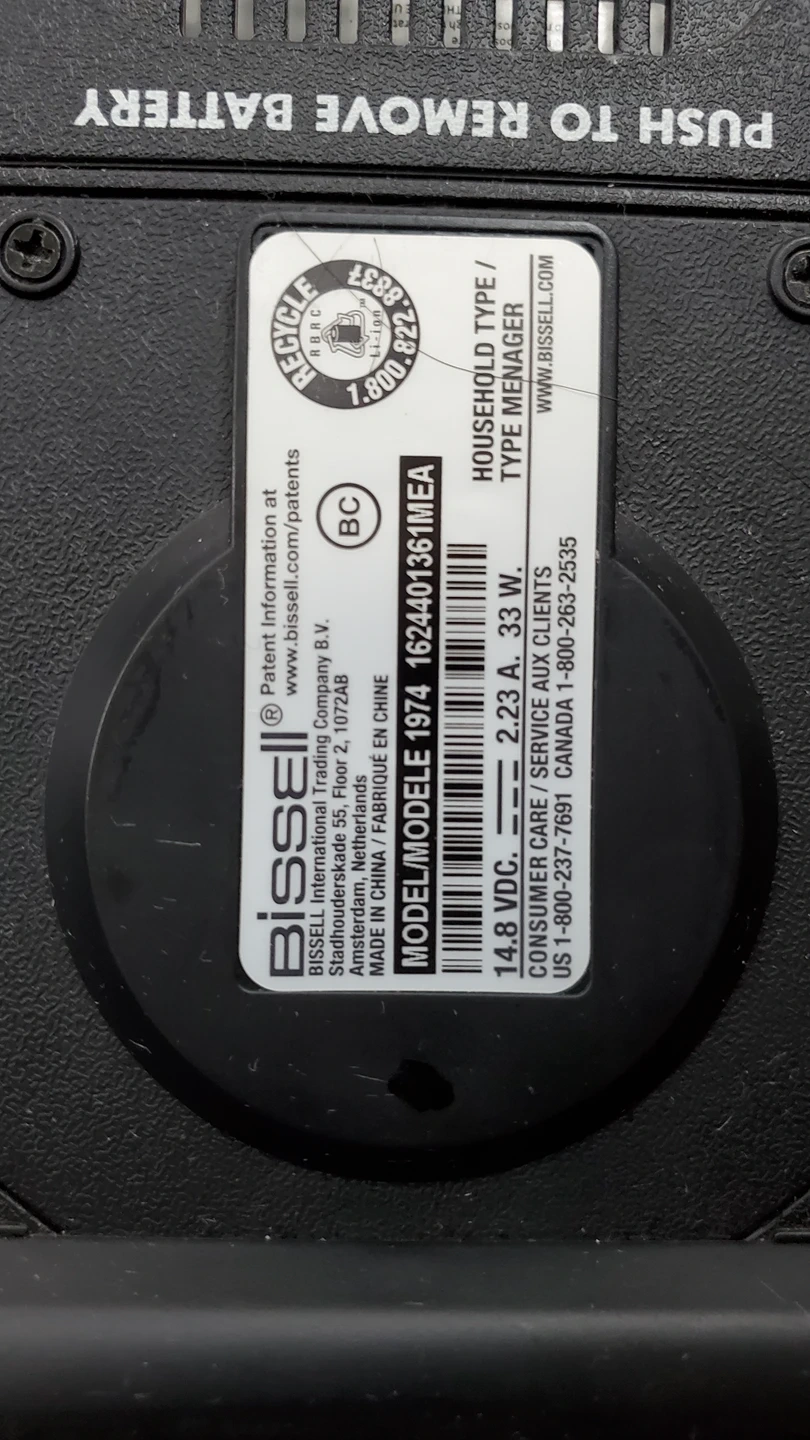 PUSH TO REMOVE BATTERY
BISSELL® Patent Information at
www.bissell.com/patents
BISSELL International Trading Company B.V.
Stadhouderskade 55, Floor 2, 1072AB
Amsterdam, Netherlands
MADE IN CHINA / FABRIQUÉ EN CHINE
BC
RECYCLE
RBRC
Li-ion
1.800.822.8837
MODEL/MODELE 1974 1624401361MEA
HOUSEHOLD TYPE /
TYPE MENAGER
14.8 VDC. 2.23 A. 33 W.
CONSUMER CARE / SERVICE AUX CLIENTS
WWW.BISSELL.COM
US 1-800-237-7691 CANADA 1-800-263-2535